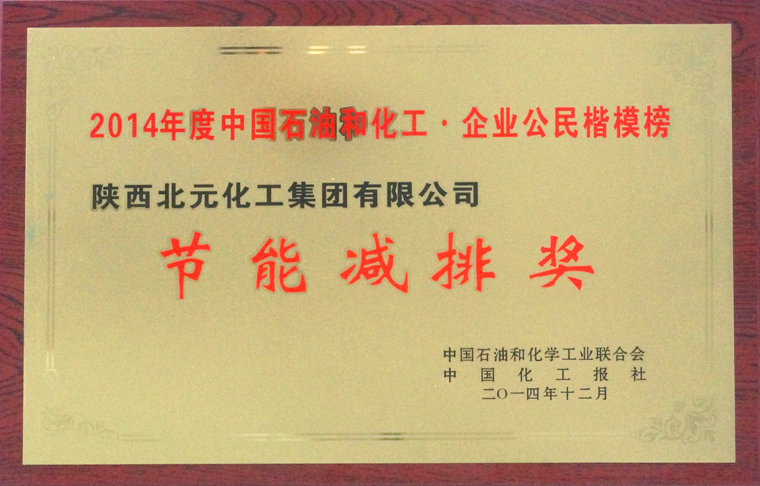 2014年度中国石油和化工·企业公民楷模榜
陕西北元化工集团有限公司
节能减排奖
中国石油和化学工业联合会
中国化工报社
二〇一四年十二月